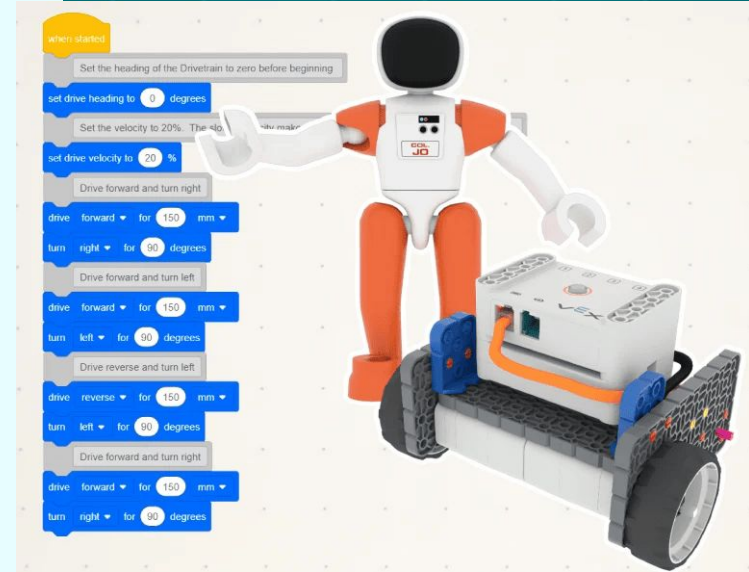 when started
Set the heading of the Drivetrain to zero before beginning
set drive heading to 0 degrees
Set the velocity to 20%. The
set drive velocity to 20 %
Drive forward and turn right
drive forward for 150 mm
turn right for 90 degrees
Drive forward and turn left
drive forward for 150 mm
turn left for 90 degrees
Drive reverse and turn left
drive reverse for 150 mm
turn left for 90 degrees
Drive forward and turn right
drive forward for 150 mm
turn right for 90 degrees
COL
JO
VEX